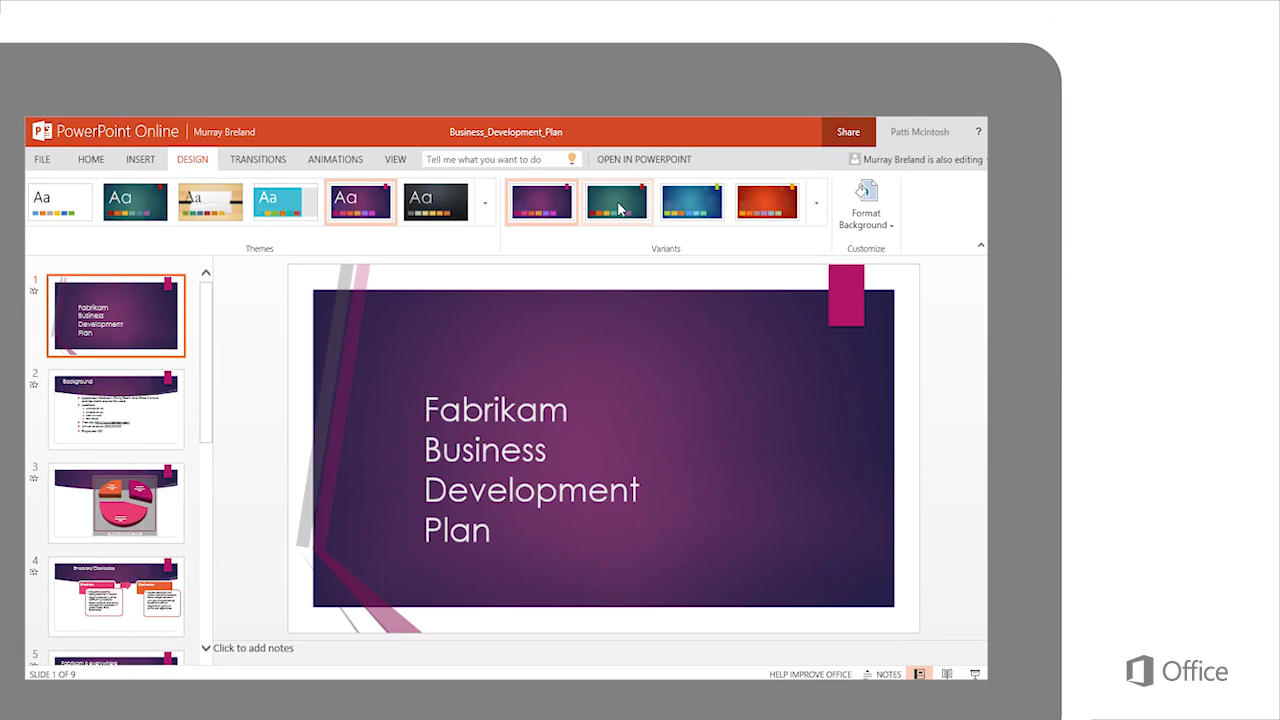 PowerPoint Online Murray Breland Business_Development_Plan Share Patti McIntosh ?
FILE HOME INSERT DESIGN TRANSITIONS ANIMATIONS VIEW Tell me what you want to do OPEN IN POWERPOINT Murray Breland is also editing
Aa Aa Aa Aa Aa Aa
Format
Background
Themes Variants Customize
1
Fabrikam
Business
Development
Plan
2
Background
3
4
5
Fabrikam
Business
Development
Plan
Click to add notes
SLIDE 1 OF 9 HELP IMPROVE OFFICE NOTES
Office